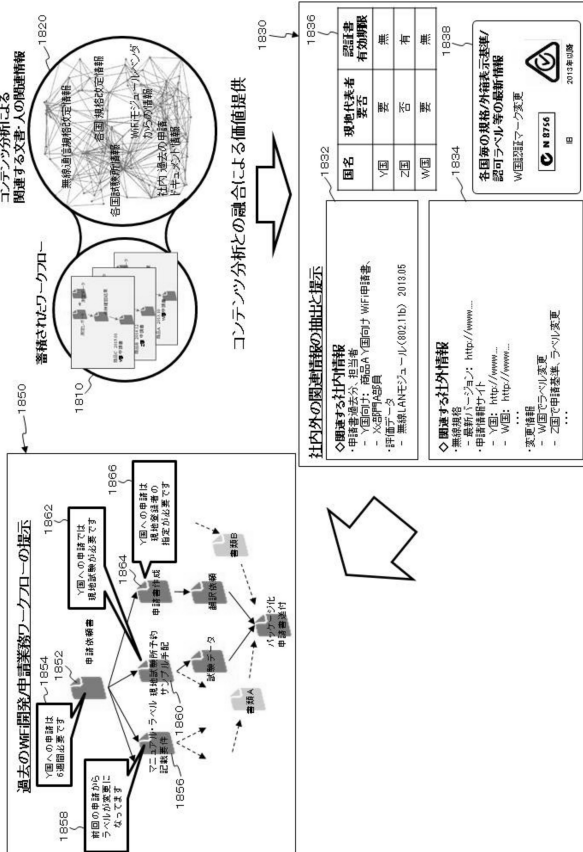 コンテンツ分析による
関連する文書・人の関連情報
1820
無線通信規格改定情報
各国規格改定情報
各国試験所情報
WiFiモジュールベンダ
からの情報
社内 過去の申請
ドキュメント情報
蓄積されたワークフロー
1810
コンテンツ分析との融合による価値提供
1830
社内外の関連情報の抽出と提示
1832
◇関連する社内情報
・申請書過去分、担当者
- Y国向け: 商品A Y国向け WiFi申請書、
- XX部門A部員
・評価データ
- 無線LANモジュール(802.11b) 2013.05
1834
◇関連する社外情報
・無線規格
- 最新バージョン: http://www...
・申請情報サイト
- Y国: http://www...
- W国: http://www...
...
・変更情報
- W国でラベル変更
- Z国で申請基準、ラベル変更
...
1836
国名 現地代表者要否 認証書有効期限
Y国 要 無
Z国 否 有
W国 要 無
1838
各国毎の規格/外箱表示基準/
認可ラベル等の最新情報
W国認証マーク変更
N 8756
旧
2013年以降
1850
過去のWiFi開発/申請業務ワークフローの提示
1854
Y国への申請は
6週間必要です
1852
申請依頼書
1862
Y国への申請では
現地試験が必要です
1866
Y国への申請は
現地登録者の
指定が必要です
1858
前回の申請から
ラベルが変更に
なってます
1856
マニュアル・ラベル
記載要件
1860
現地試験所予約
サンプル手配
1864
申請書作成
試験データ
翻訳依頼
書類A
書類B
パッケージ化
申請書送付